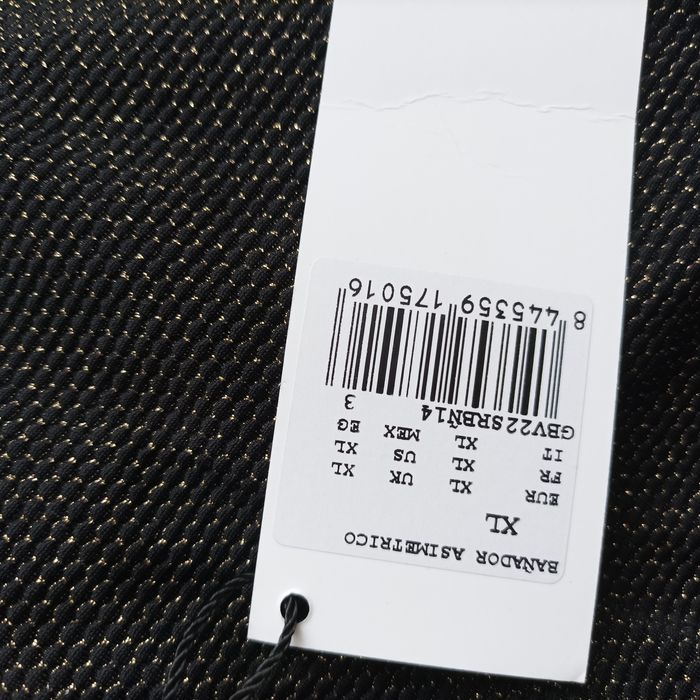 BAÑADOR ASIMETRICO
XL
EUR XL UK XL
FR XL US XL
IT XL MEX EG
GBV22SRBÑ14 3
8 445359 175016